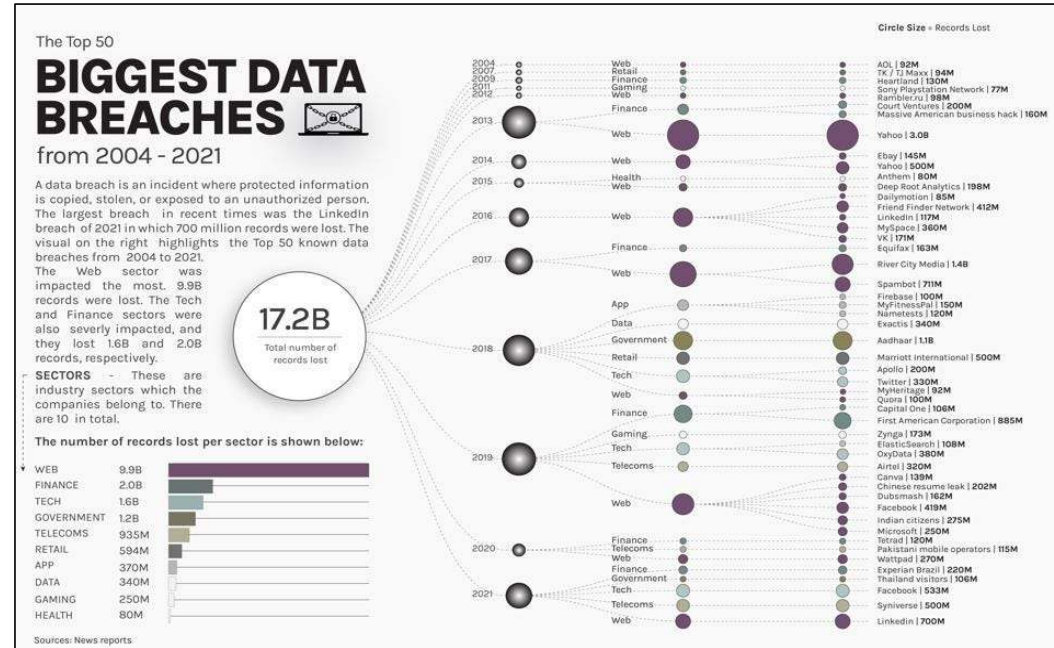 The Top 50
BIGGEST DATA
BREACHES
from 2004 - 2021
A data breach is an incident where protected information
is copied, stolen, or exposed to an unauthorized person.
The largest breach in recent times was the LinkedIn
breach of 2021 in which 700 million records were lost. The
visual on the right highlights the Top 50 known data
breaches from 2004 to 2021.
The Web sector was
impacted the most. 9.9B
records were lost. The Tech
and Finance sectors were
also severly impacted, and
they lost 1.6B and 2.0B
records, respectively.
SECTORS - These are
industry sectors which the
companies belong to. There
are 10 in total.
The number of records lost per sector is shown below:
WEB 9.9B
FINANCE 2.0B
TECH 1.6B
GOVERNMENT 1.2B
TELECOMS 935M
RETAIL 594M
APP 370M
DATA 340M
GAMING 250M
HEALTH 80M
Sources: News reports
17.2B
Total number of
records lost
Circle Size = Records Lost
2004 Web AOL | 92M
2007 Retail TK / TJ Maxx | 94M
2009 Finance Heartland | 130M
2011 Gaming Sony Playstation Network | 77M
2012 Web Rambler.ru | 98M
2013 Finance Court Ventures | 200M
Massive American business hack | 160M
Web Yahoo | 3.0B
2014 Web Ebay | 145M
Yahoo | 500M
2015 Health Anthem | 80M
Web Deep Root Analytics | 198M
2016 Web Dailymotion | 85M
Friend Finder Network | 412M
LinkedIn | 117M
MySpace | 360M
VK | 171M
2017 Finance Equifax | 163M
Web River City Media | 1.4B
Spambot | 711M
2018 App Firebase | 100M
MyFitnessPal | 150M
Nametests | 120M
Data Exactis | 340M
Government Aadhaar | 1.1B
Retail Marriott International | 500M
Tech Apollo | 200M
Twitter | 330M
Web MyHeritage | 92M
Quora | 100M
2019 Finance Capital One | 106M
First American Corporation | 885M
Gaming Zynga | 173M
Tech ElasticSearch | 108M
OxyData | 380M
Telecoms Airtel | 320M
Web Canva | 139M
Chinese resume leak | 202M
Dubsmash | 162M
Facebook | 419M
Indian citizens | 275M
Microsoft | 250M
2020 Finance Tetrad | 120M
Telecoms Pakistani mobile operators | 115M
Web Wattpad | 270M
2021 Finance Experian Brazil | 220M
Government Thailand visitors | 106M
Tech Facebook | 533M
Telecoms Syniverse | 500M
Web Linkedin | 700M